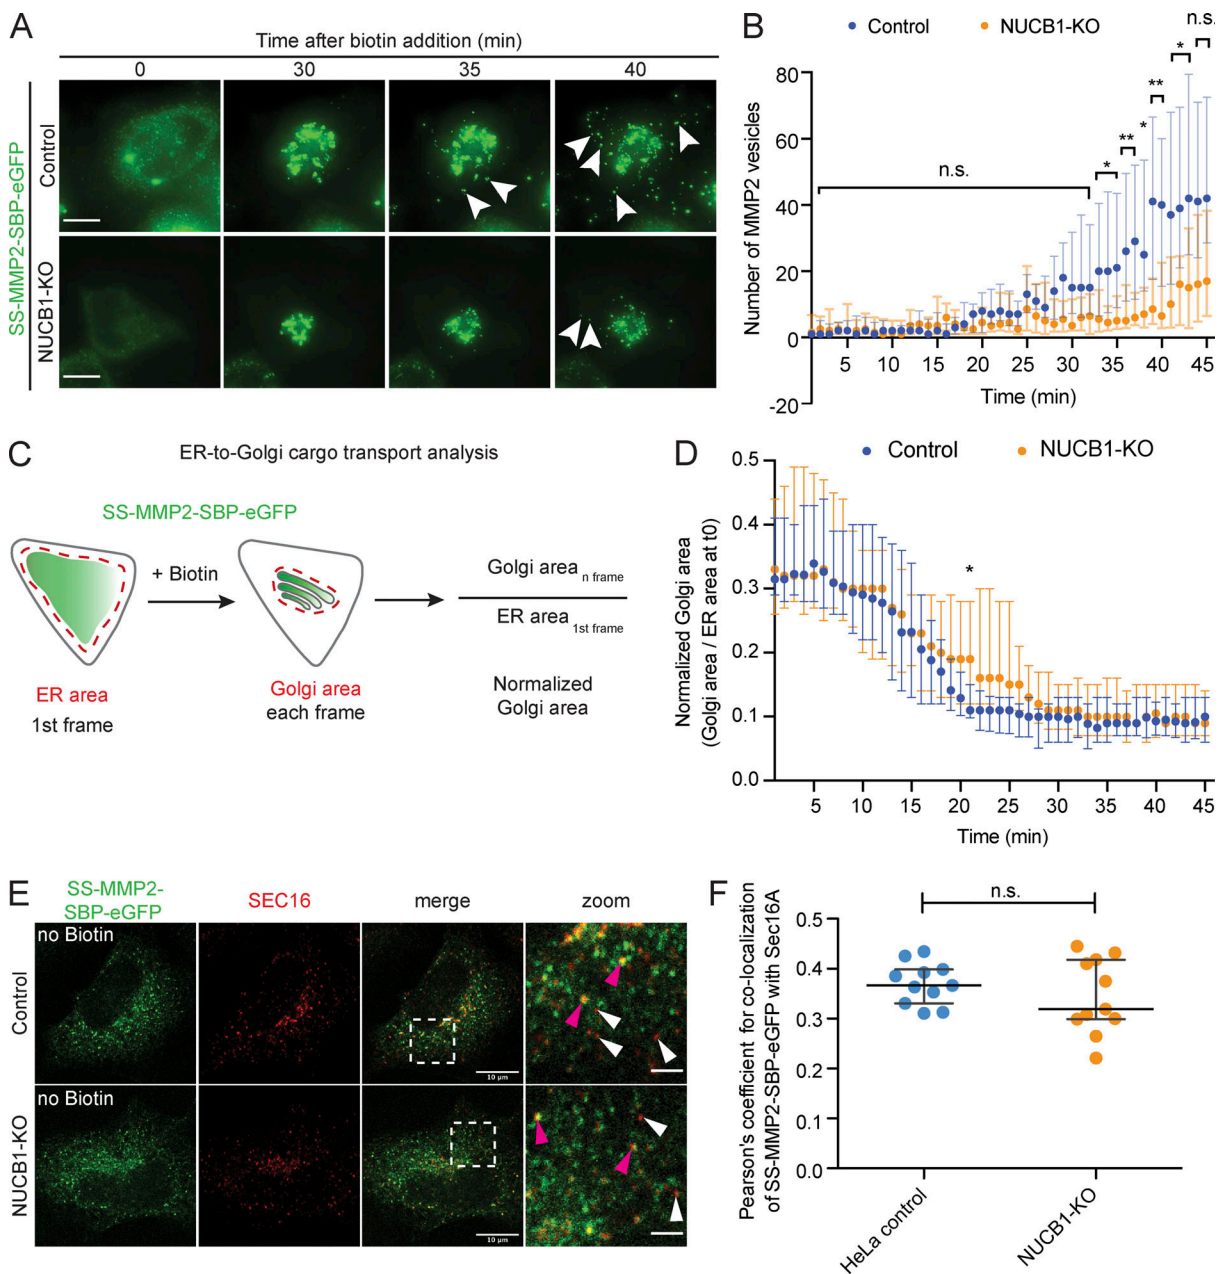 A
Time after biotin addition (min)
0 30 35 40
SS-MMP2-SBP-eGFP
Control
NUCB1-KO
B
Control NUCB1-KO
n.s.
*
**
*
**
*
n.s.
Number of MMP2 vesicles
80
60
40
20
0
-20
5 10 15 20 25 30 35 40 45
Time (min)
C
ER-to-Golgi cargo transport analysis
SS-MMP2-SBP-eGFP
+ Biotin
Golgi area n frame
ER area 1st frame
ER area
1st frame
Golgi area
each frame
Normalized
Golgi area
D
Control NUCB1-KO
*
Normalized Golgi area
(Golgi area / ER area at t0)
0.5
0.4
0.3
0.2
0.1
0.0
5 10 15 20 25 30 35 40 45
Time (min)
E
SS-MMP2-
SBP-eGFP
SEC16 merge zoom
Control
no Biotin
10 µm
NUCB1-KO
no Biotin
10 µm
F
n.s.
Pearson's coefficient for co-localization
of SS-MMP2-SBP-eGFP with Sec16A
0.5
0.4
0.3
0.2
0.1
0.0
HeLa control
NUCB1-KO